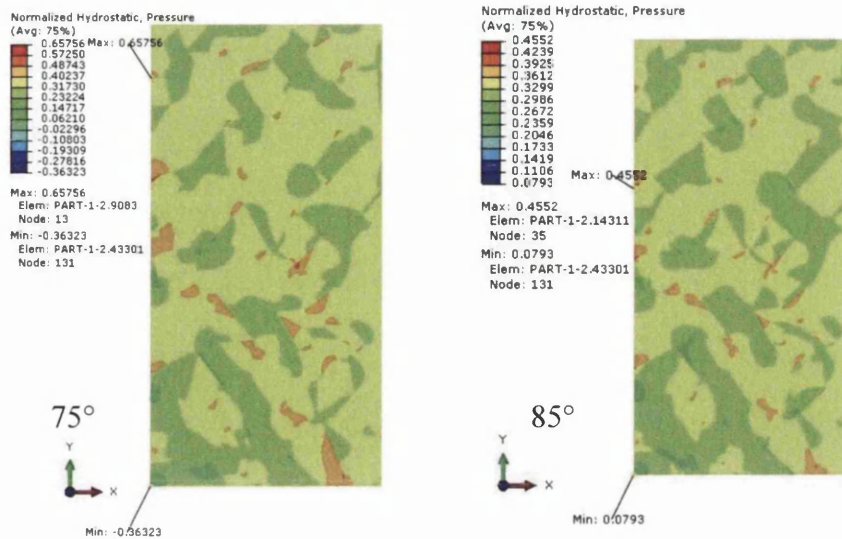 Normalized Hydrostatic, Pressure
(Avg: 75%)
0.65756
0.57250
0.48743
0.40237
0.31730
0.23224
0.14717
0.06210
-0.02296
-0.10803
-0.19309
-0.27816
-0.36323
Max: 0.65756
Max: 0.65756
Elem: PART-1-2.9083
Node: 13
Min: -0.36323
Elem: PART-1-2.43301
Node: 131
75°
Y
X
Min: -0.36323
Normalized Hydrostatic, Pressure
(Avg: 75%)
0.4552
0.4239
0.3925
0.3612
0.3299
0.2986
0.2672
0.2359
0.2046
0.1733
0.1419
0.1106
0.0793
Max: 0.4552
Max: 0.4552
Elem: PART-1-2.14311
Node: 35
Min: 0.0793
Elem: PART-1-2.43301
Node: 131
85°
Y
X
Min: 0.0793